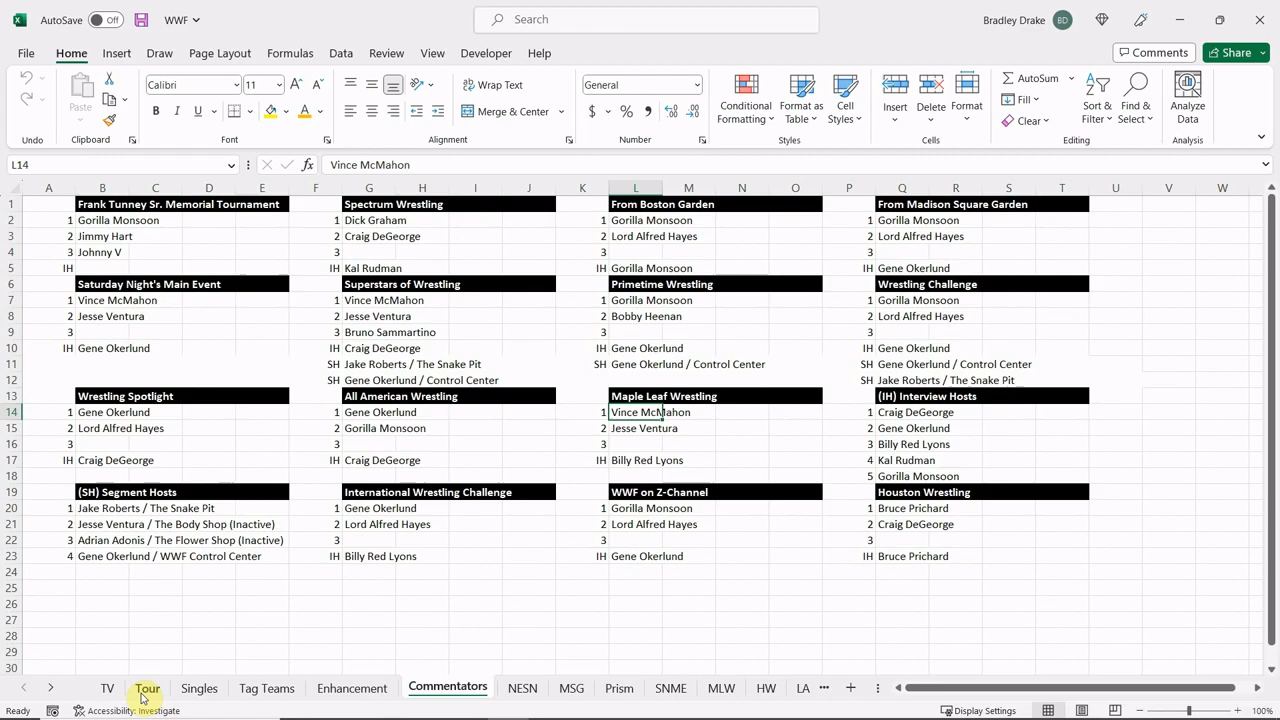 AutoSave Off WWF Search Bradley Drake BD
File Home Insert Draw Page Layout Formulas Data Review View Developer Help Comments Share
Calibri 11 Wrap Text General AutoSum
Paste Conditional Formatting Format as Table Cell Styles Insert Delete Format Fill Sort & Filter Find & Select Analyze Data
B I U Merge & Center $ % Clear
Undo Clipboard Font Alignment Number Styles Cells Editing Analysis
L14 fx Vince McMahon
A B C D E F G H I J K L M N O P Q R S T U V W
1 Frank Tunney Sr. Memorial Tournament Spectrum Wrestling From Boston Garden From Madison Square Garden
2 1 Gorilla Monsoon 1 Dick Graham 1 Gorilla Monsoon 1 Gorilla Monsoon
3 2 Jimmy Hart 2 Craig DeGeorge 2 Lord Alfred Hayes 2 Lord Alfred Hayes
4 3 Johnny V 3 3 3
5 IH IH Kal Rudman IH Gorilla Monsoon IH Gene Okerlund
6 Saturday Night's Main Event Superstars of Wrestling Primetime Wrestling Wrestling Challenge
7 1 Vince McMahon 1 Vince McMahon 1 Gorilla Monsoon 1 Gorilla Monsoon
8 2 Jesse Ventura 2 Jesse Ventura 2 Bobby Heenan 2 Lord Alfred Hayes
9 3 3 Bruno Sammartino 3 3
10 IH Gene Okerlund IH Craig DeGeorge IH Gene Okerlund IH Gene Okerlund
11 SH Jake Roberts / The Snake Pit SH Gene Okerlund / Control Center SH Gene Okerlund / Control Center
12 SH Gene Okerlund / Control Center SH Jake Roberts / The Snake Pit
13 Wrestling Spotlight All American Wrestling Maple Leaf Wrestling (IH) Interview Hosts
14 1 Gene Okerlund 1 Gene Okerlund 1 Vince McMahon 1 Craig DeGeorge
15 2 Lord Alfred Hayes 2 Gorilla Monsoon 2 Jesse Ventura 2 Gene Okerlund
16 3 3 3 3 Billy Red Lyons
17 IH Craig DeGeorge IH Craig DeGeorge IH Billy Red Lyons 4 Kal Rudman
18 5 Gorilla Monsoon
19 (SH) Segment Hosts International Wrestling Challenge WWF on Z-Channel Houston Wrestling
20 1 Jake Roberts / The Snake Pit 1 Gene Okerlund 1 Gorilla Monsoon 1 Bruce Prichard
21 2 Jesse Ventura / The Body Shop (Inactive) 2 Lord Alfred Hayes 2 Lord Alfred Hayes 2 Craig DeGeorge
22 3 Adrian Adonis / The Flower Shop (Inactive) 3 3 3
23 4 Gene Okerlund / WWF Control Center IH Billy Red Lyons IH Gene Okerlund IH Bruce Prichard
24
25
26
27
28
29
30
TV Tour Singles Tag Teams Enhancement Commentators NESN MSG Prism SNME MLW HW LA
Ready Accessibility: Investigate Display Settings 100%